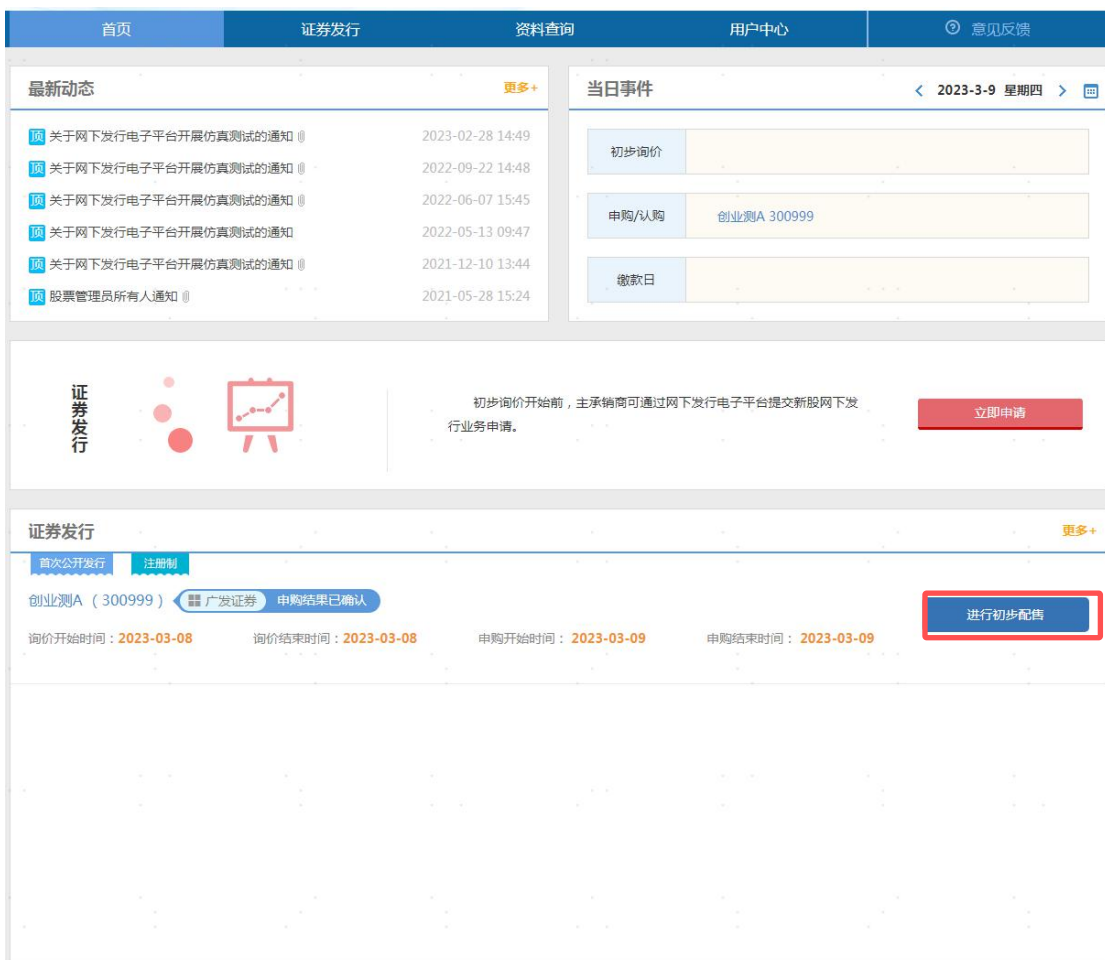 首页 证券发行 资料查询 用户中心 意见反馈
最新动态 更多+
顶 关于网下发行电子平台开展仿真测试的通知 2023-02-28 14:49
顶 关于网下发行电子平台开展仿真测试的通知 2022-09-22 14:48
顶 关于网下发行电子平台开展仿真测试的通知 2022-06-07 15:45
顶 关于网下发行电子平台开展仿真测试的通知 2022-05-13 09:47
顶 关于网下发行电子平台开展仿真测试的通知 2021-12-10 13:44
顶 股票管理员所有人通知 2021-05-28 15:24
当日事件 2023-3-9 星期四
初步询价
申购/认购 创业测A 300999
缴款日
证券发行
初步询价开始前，主承销商可通过网下发行电子平台提交新股网下发
行业务申请。
立即申请
证券发行 更多+
首次公开发行 注册制
创业测A （300999） 广发证券 申购结果已确认
进行初步配售
询价开始时间：2023-03-08 询价结束时间：2023-03-08 申购开始时间： 2023-03-09 申购结束时间： 2023-03-09